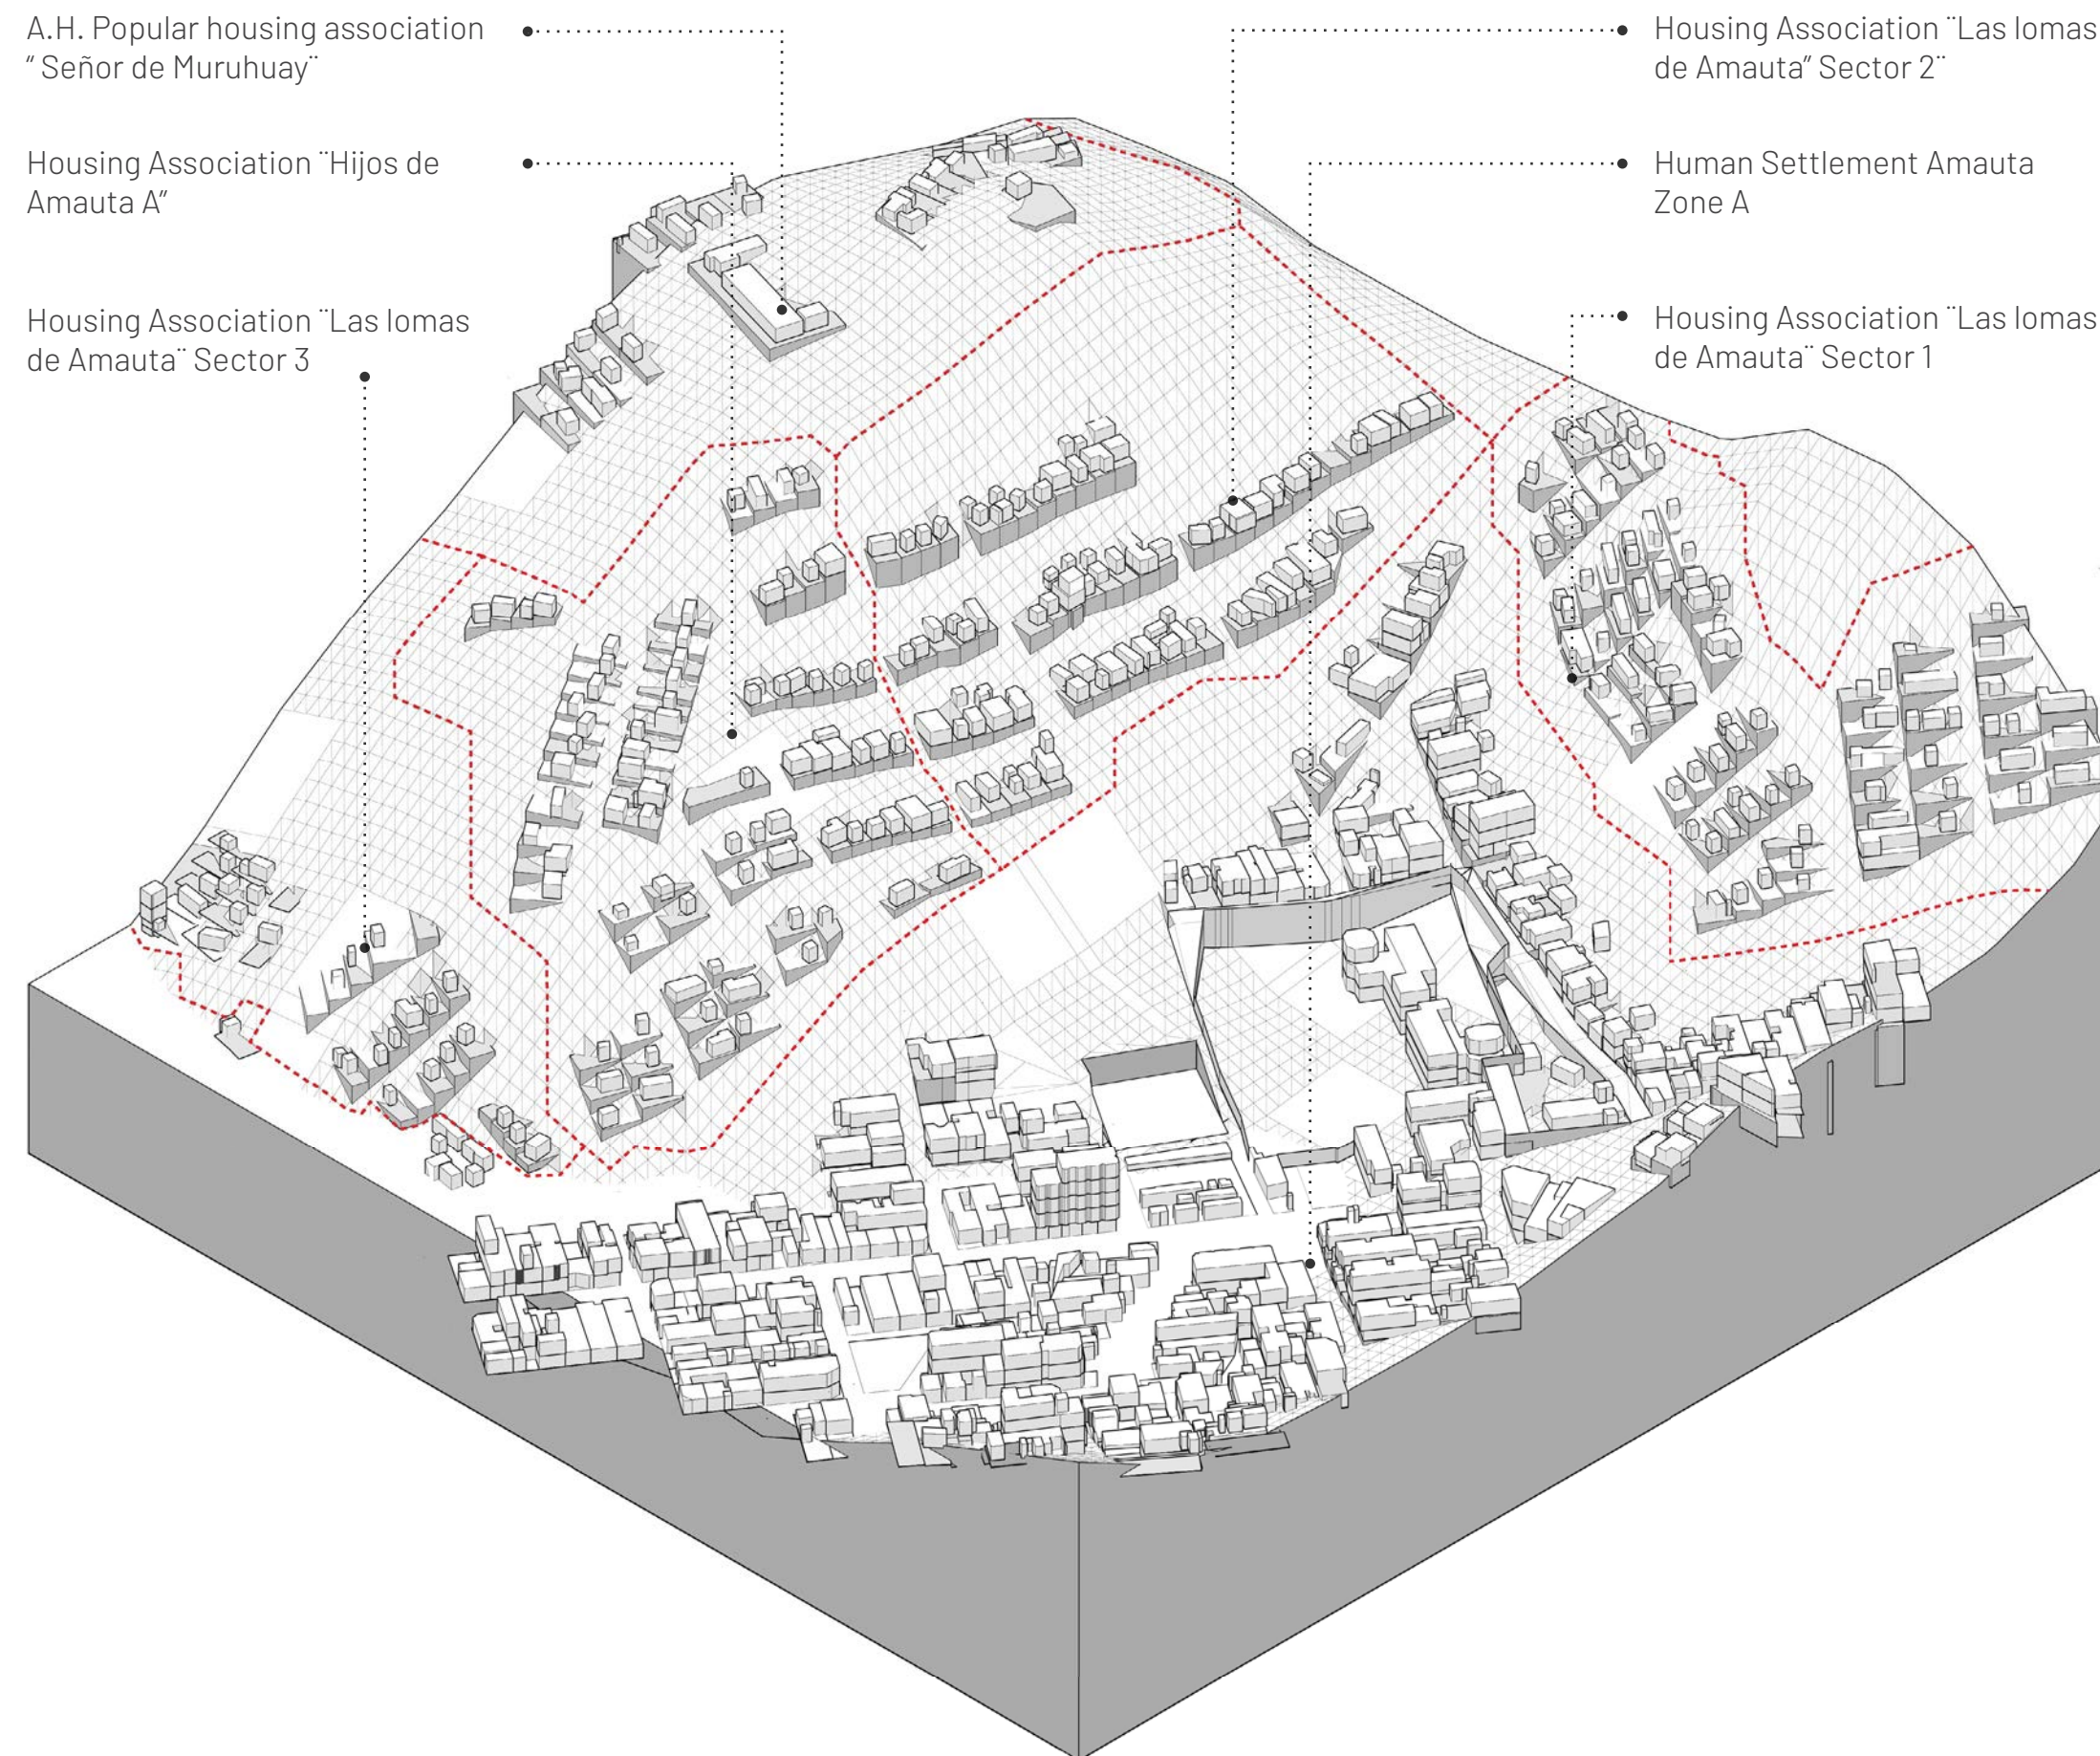 A.H. Popular housing association
” Señor de Muruhuay¨
Housing Association ¨Hijos de
Amauta A”
Housing Association ¨Las lomas
de Amauta¨ Sector 3
Housing Association ¨Las lomas
de Amauta” Sector 2¨
Human Settlement Amauta
Zone A
Housing Association ¨Las lomas
de Amauta¨ Sector 1